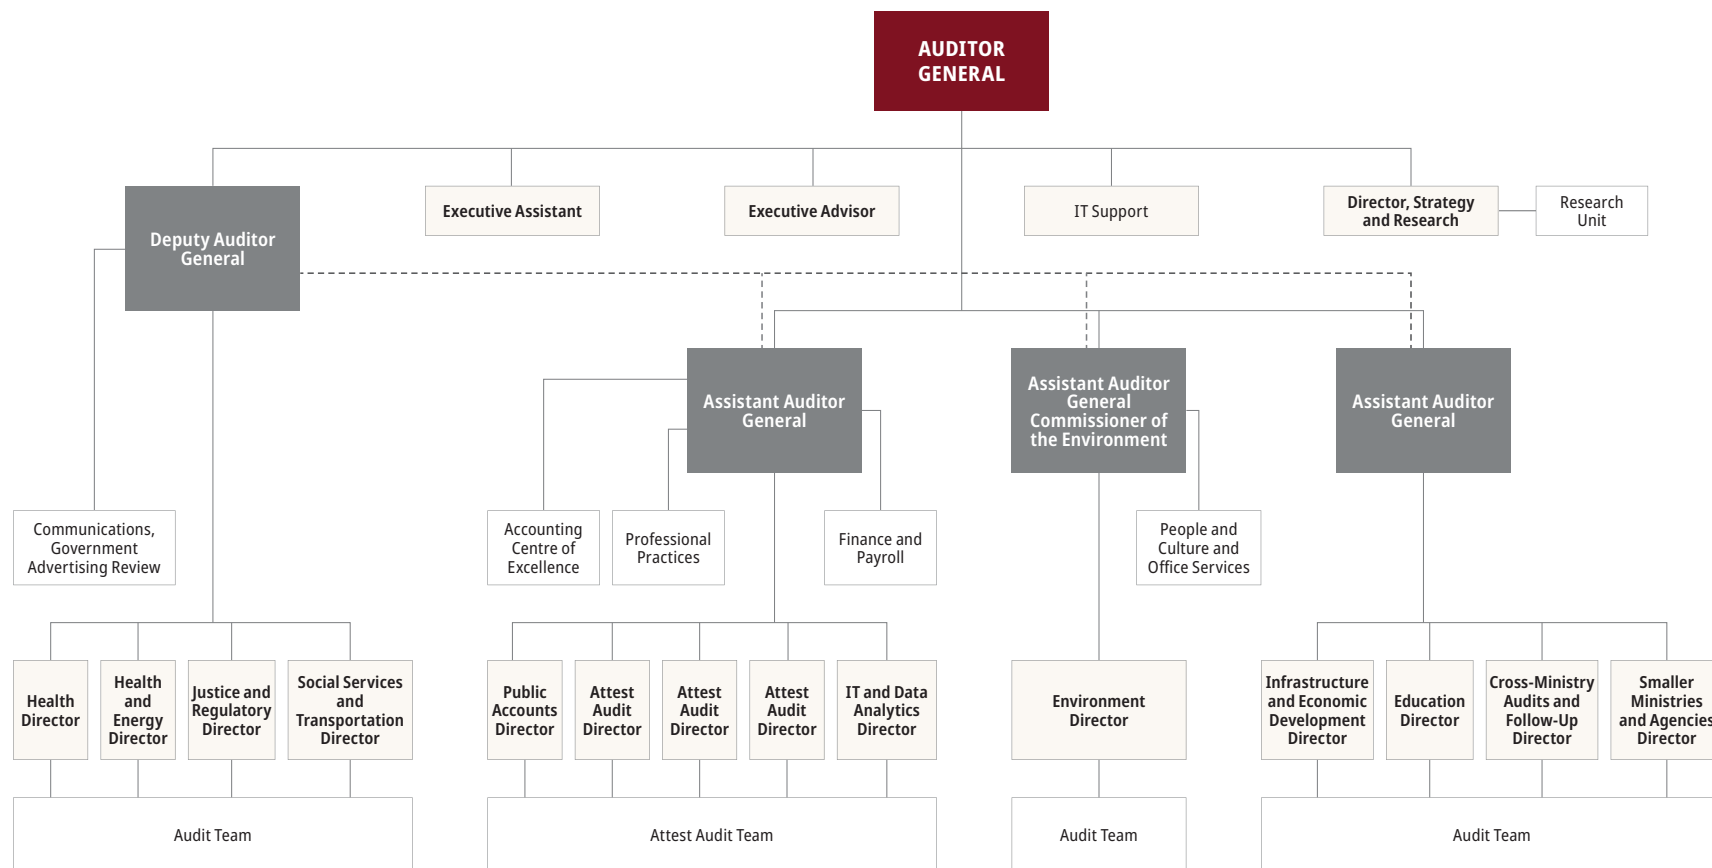 AUDITOR
GENERAL
Deputy Auditor
General
Executive Assistant
Executive Advisor
IT Support
Director, Strategy
and Research
Research
Unit
Assistant Auditor
General
Assistant Auditor
General
Commissioner of
the Environment
Assistant Auditor
General
Communications,
Government
Advertising Review
Accounting
Centre of
Excellence
Professional
Practices
Finance and
Payroll
People and
Culture and
Office Services
Health
Director
Health
and
Energy
Director
Justice and
Regulatory
Director
Social Services
and
Transportation
Director
Public
Accounts
Director
Attest
Audit
Director
Attest
Audit
Director
Attest
Audit
Director
IT and Data
Analytics
Director
Environment
Director
Infrastructure
and Economic
Development
Director
Education
Director
Cross-Ministry
Audits and
Follow-Up
Director
Smaller
Ministries
and Agencies
Director
Audit Team
Attest Audit Team
Audit Team
Audit Team